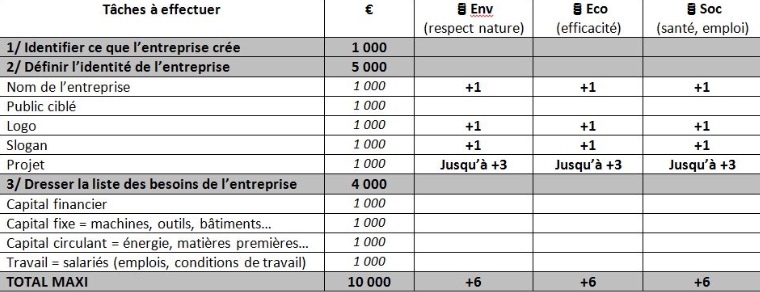 Tâches à effectuer € Env Eco Soc
(respect nature) (efficacité) (santé, emploi)
1/ Identifier ce que l'entreprise crée 1 000
2/ Définir l'identité de l'entreprise 5 000
Nom de l'entreprise 1 000 +1 +1 +1
Public ciblé 1 000
Logo 1 000 +1 +1 +1
Slogan 1 000 +1 +1 +1
Projet 1 000 Jusqu'à +3 Jusqu'à +3 Jusqu'à +3
3/ Dresser la liste des besoins de l'entreprise 4 000
Capital financier 1 000
Capital fixe = machines, outils, bâtiments… 1 000
Capital circulant = énergie, matières premières… 1 000
Travail = salariés (emplois, conditions de travail) 1 000
TOTAL MAXI 10 000 +6 +6 +6